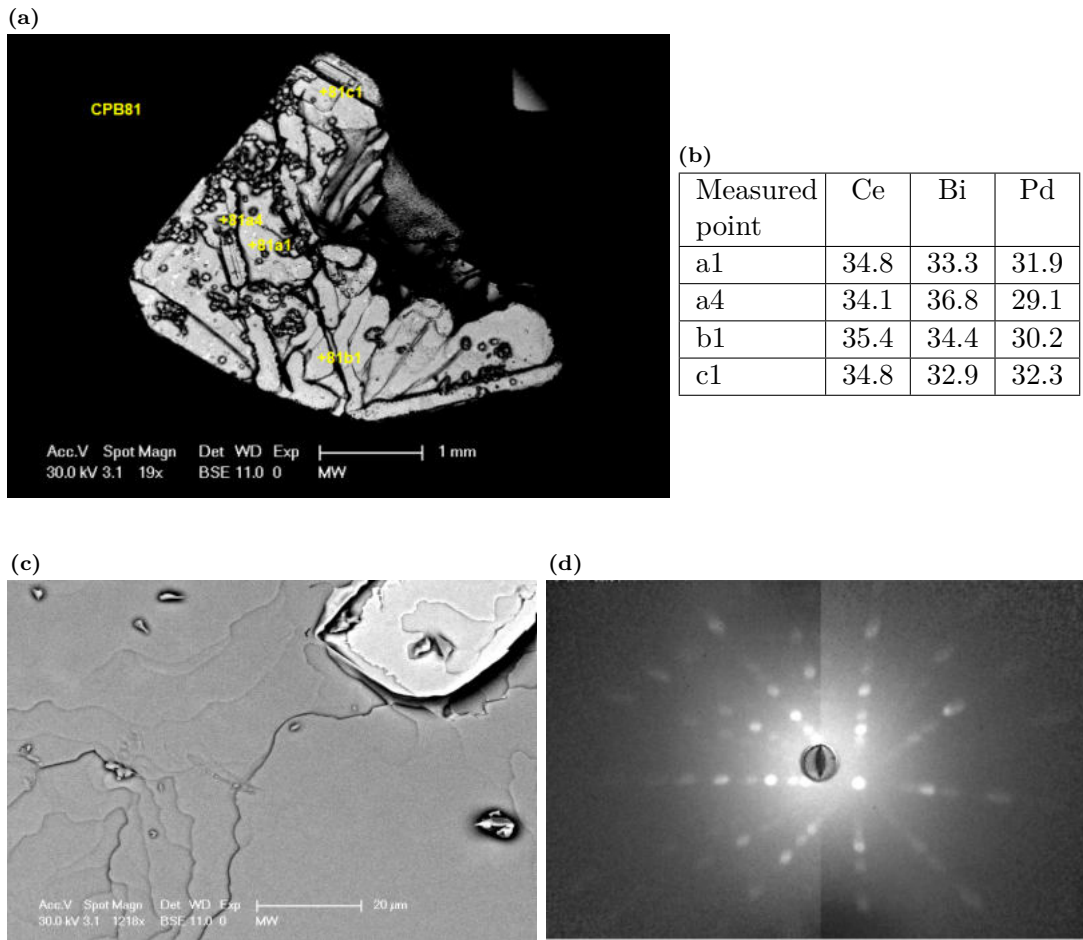 (a)
CPB81
+81c1
+81a4
+81a1
+81b1
Acc.V Spot Magn Det WD Exp 1 mm
30.0 kV 3.1 19x BSE 11.0 0 MW
(b)
Measured point Ce Bi Pd
a1 34.8 33.3 31.9
a4 34.1 36.8 29.1
b1 35.4 34.4 30.2
c1 34.8 32.9 32.3
(c)
Acc.V Spot Magn Det WD Exp 20 µm
30.0 kV 3.1 1218x BSE 11.0 0 MW
(d)